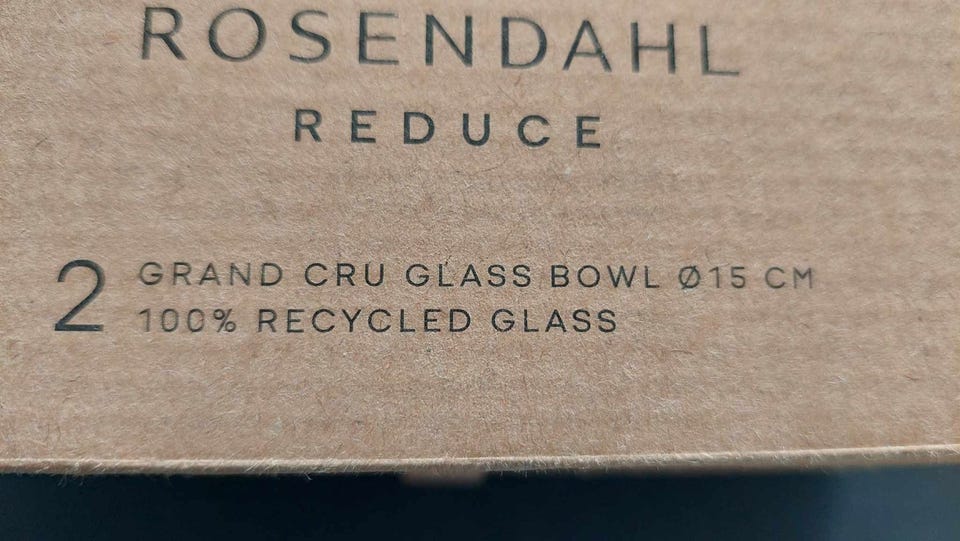 ROSENDAHL
REDUCE
2 GRAND CRU GLASS BOWL Ø15 CM
100% RECYCLED GLASS